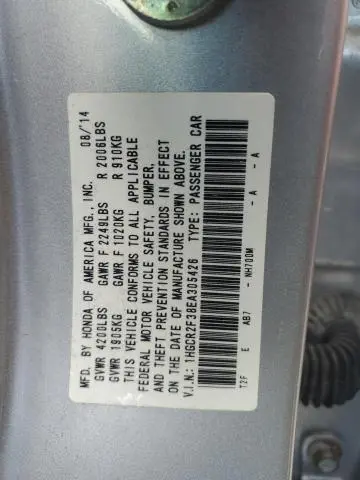 MFD. BY HONDA OF AMERICA MFG., INC. 08/'14
GVWR 4200LBS GAWR F 2249LBS R 2006LBS
GVWR 1905KG GAWR F 1020KG R 910KG
THIS VEHICLE CONFORMS TO ALL APPLICABLE
FEDERAL MOTOR VEHICLE SAFETY, BUMPER,
AND THEFT PREVENTION STANDARDS IN EFFECT
ON THE DATE OF MANUFACTURE SHOWN ABOVE.
V.I.N.: 1HGCR2F38EA305426 TYPE: PASSENGER CAR
T2F E AB7 - NH700M - A - A